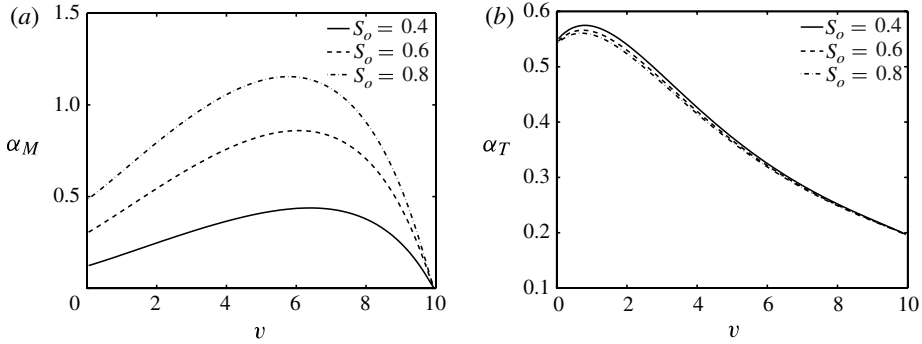 (a)
1.5
1.0
0.5
0
α_M
0 2 4 6 8 10
v
S_o = 0.4
S_o = 0.6
S_o = 0.8
(b)
0.6
0.5
0.4
0.3
0.2
0.1
α_T
0 2 4 6 8 10
v
S_o = 0.4
S_o = 0.6
S_o = 0.8